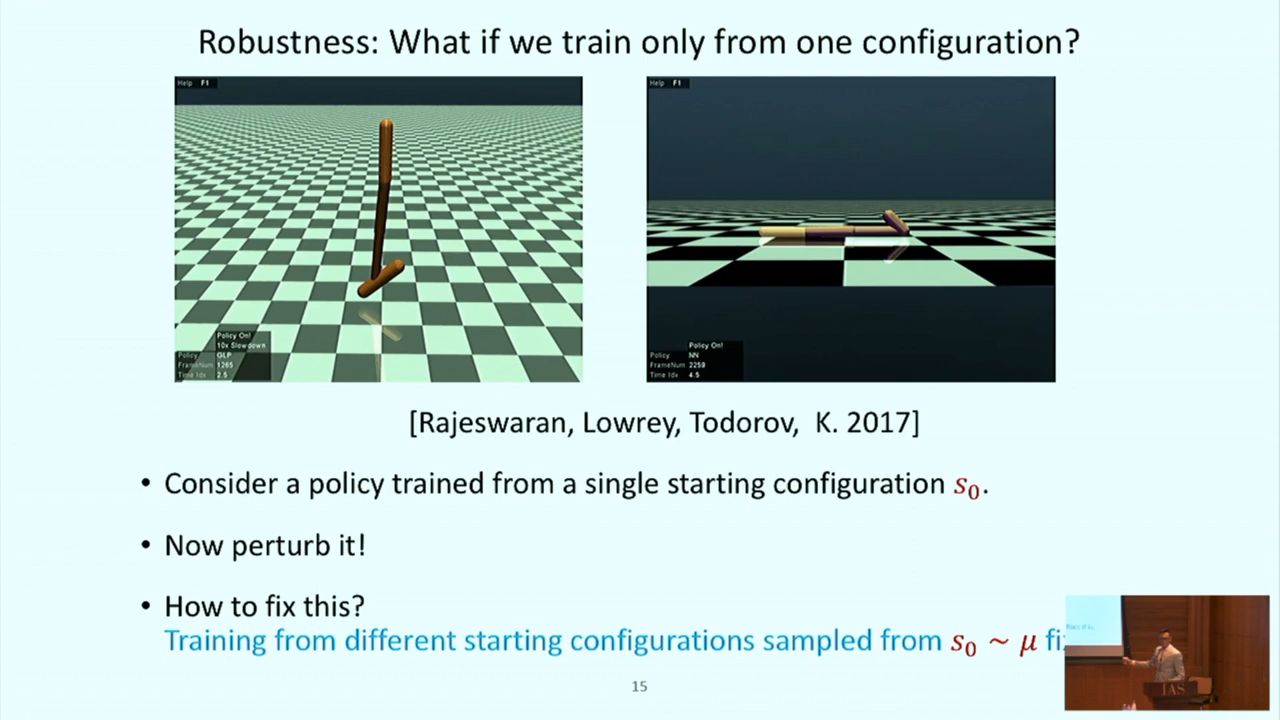 Robustness: What if we train only from one configuration?
Help F1
Policy On!
10x Slowdown
Policy GLP
FrameNum 1265
Time Idx 2.5
Help F1
Policy On!
Policy NN
FrameNum 2259
Time Idx 4.5
[Rajeswaran, Lowrey, Todorov, K. 2017]
• Consider a policy trained from a single starting configuration s₀.
• Now perturb it!
• How to fix this?
Training from different starting configurations sampled from s₀ ~ μ
15
IAS